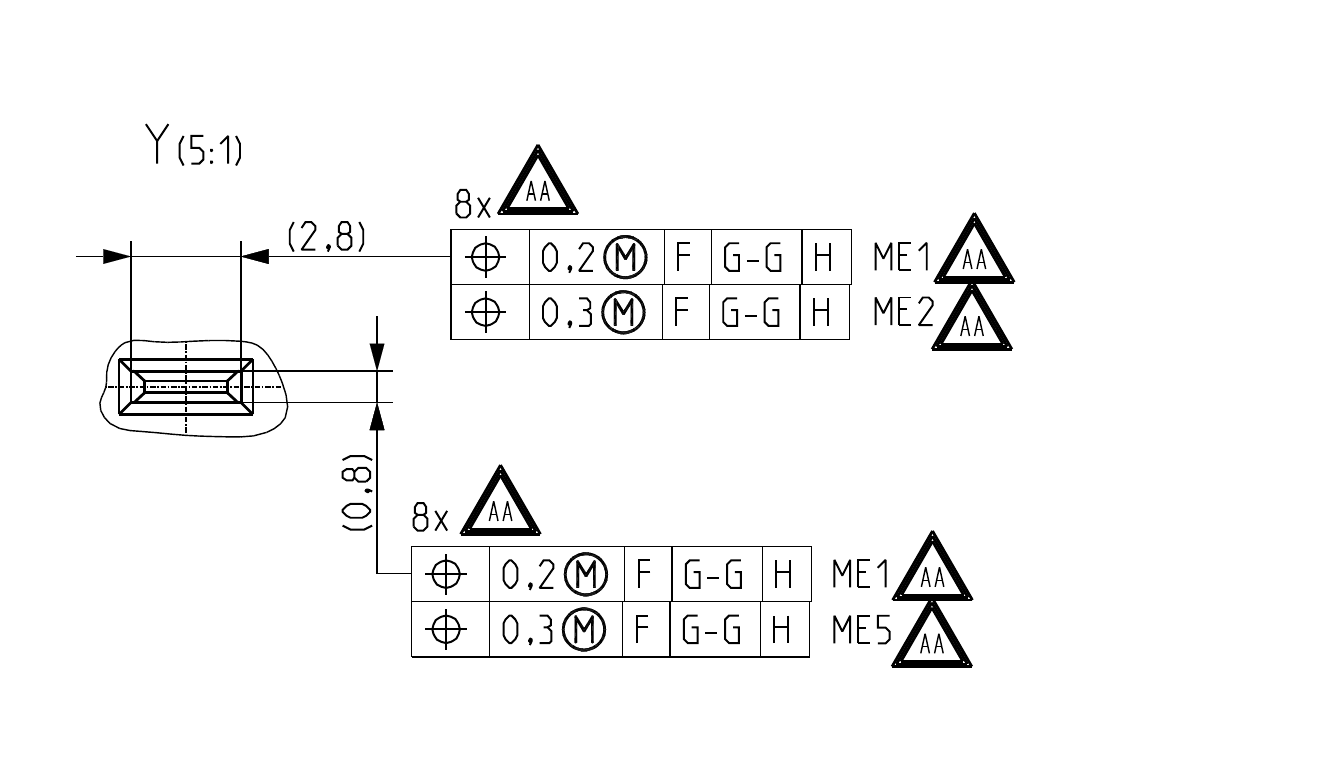 Y (5:1)
8x AA
(2,8)
⌖ 0,2 Ⓜ F G-G H ME1 AA
⌖ 0,3 Ⓜ F G-G H ME2 AA
(0,8)
8x AA
⌖ 0,2 Ⓜ F G-G H ME1 AA
⌖ 0,3 Ⓜ F G-G H ME5 AA